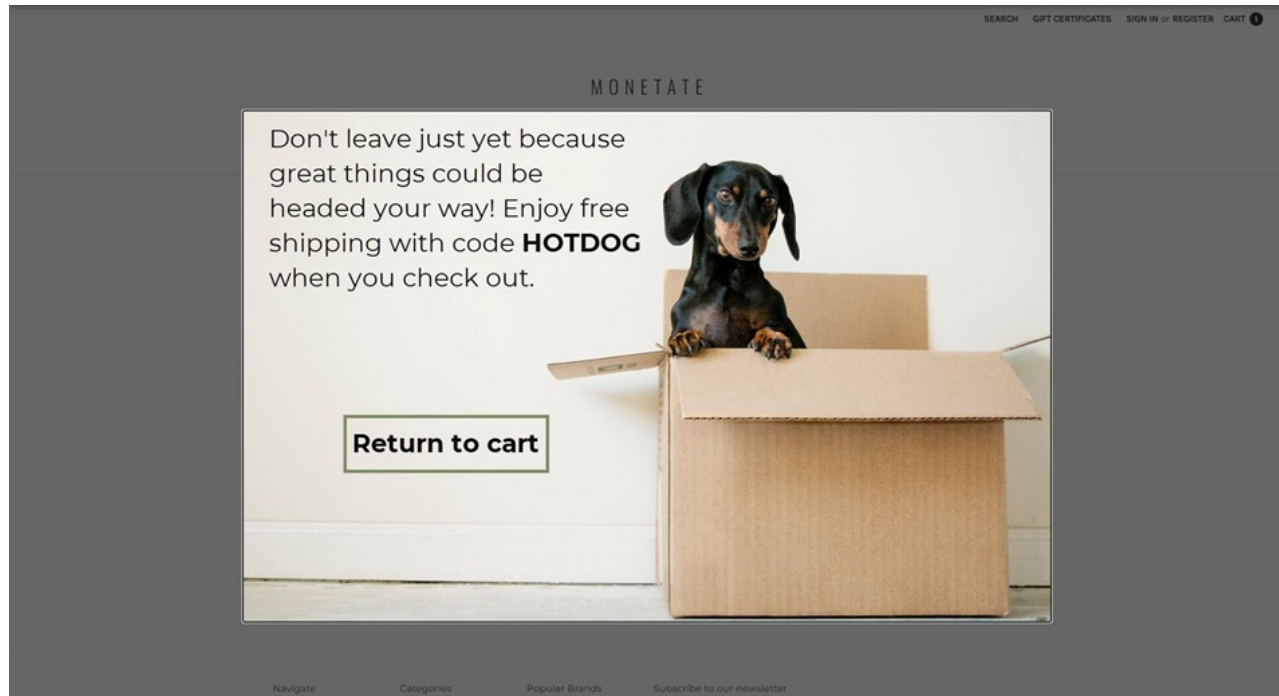 SEARCH GIFT CERTIFICATES SIGN IN or REGISTER CART 1
MONETATE
Don't leave just yet because
great things could be
headed your way! Enjoy free
shipping with code HOTDOG
when you check out.
Return to cart
Navigate Categories Popular Brands Subscribe to our newsletter